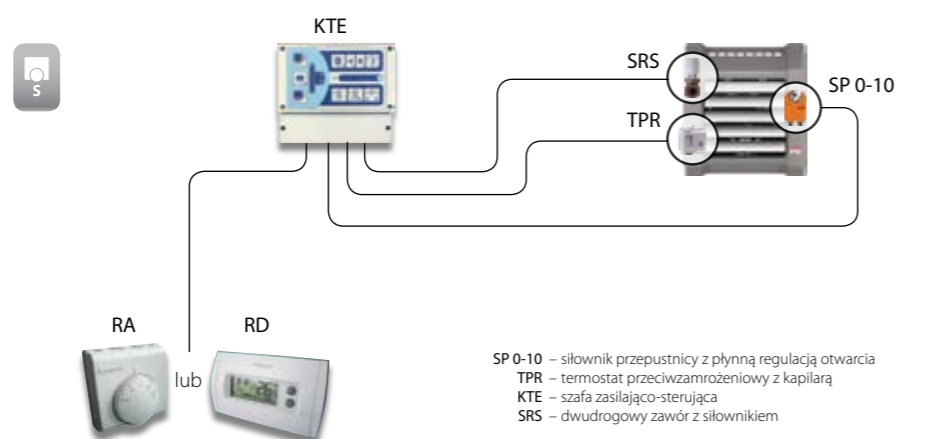 KTE
S
SRS
SP 0-10
TPR
RA
RD
lub
SP 0-10 – siłownik przepustnicy z płynną regulacją otwarcia
TPR – termostat przeciwzamrożeniowy z kapilarą
KTE – szafa zasilająco-sterująca
SRS – dwudrogowy zawór z siłownikiem